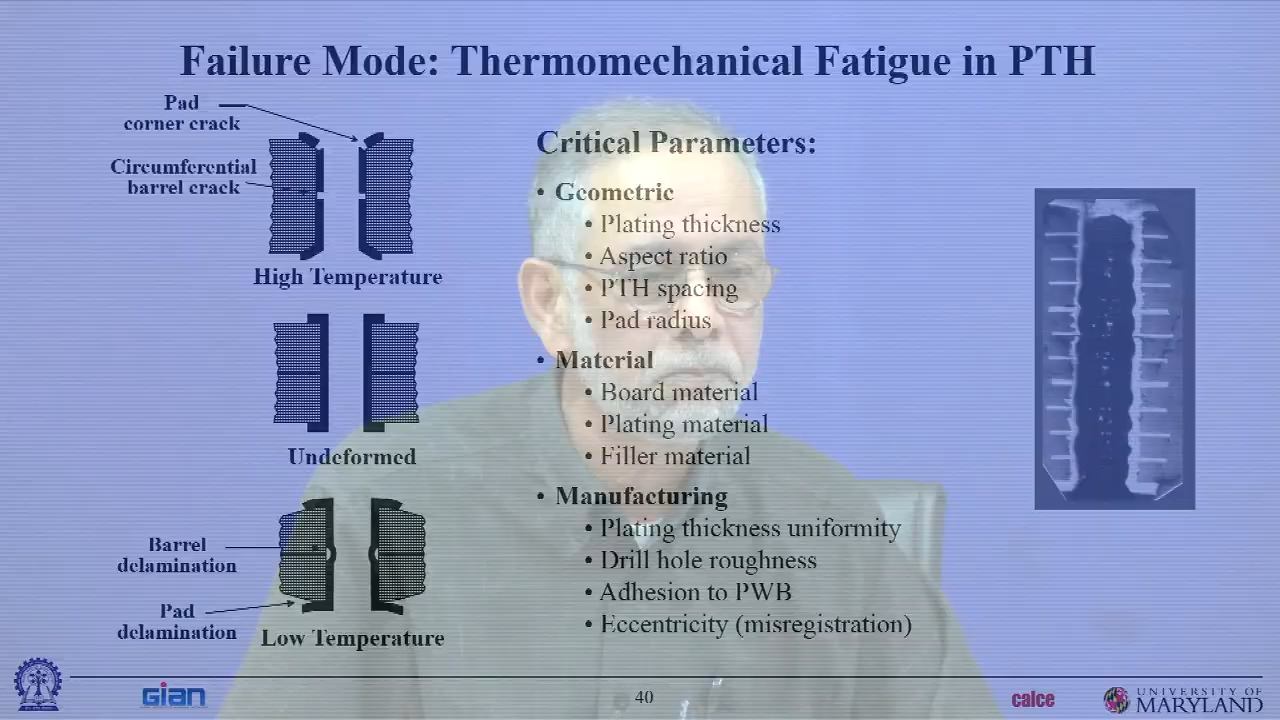 Failure Mode: Thermomechanical Fatigue in PTH
Pad
corner crack
Circumferential
barrel crack
High Temperature
Undeformed
Barrel
delamination
Pad
delamination
Low Temperature
Critical Parameters:
• Geometric
• Plating thickness
• Aspect ratio
• PTH spacing
• Pad radius
• Material
• Board material
• Plating material
• Filler material
• Manufacturing
• Plating thickness uniformity
• Drill hole roughness
• Adhesion to PWB
• Eccentricity (misregistration)
GIAN
40
calce
UNIVERSITY OF
MARYLAND